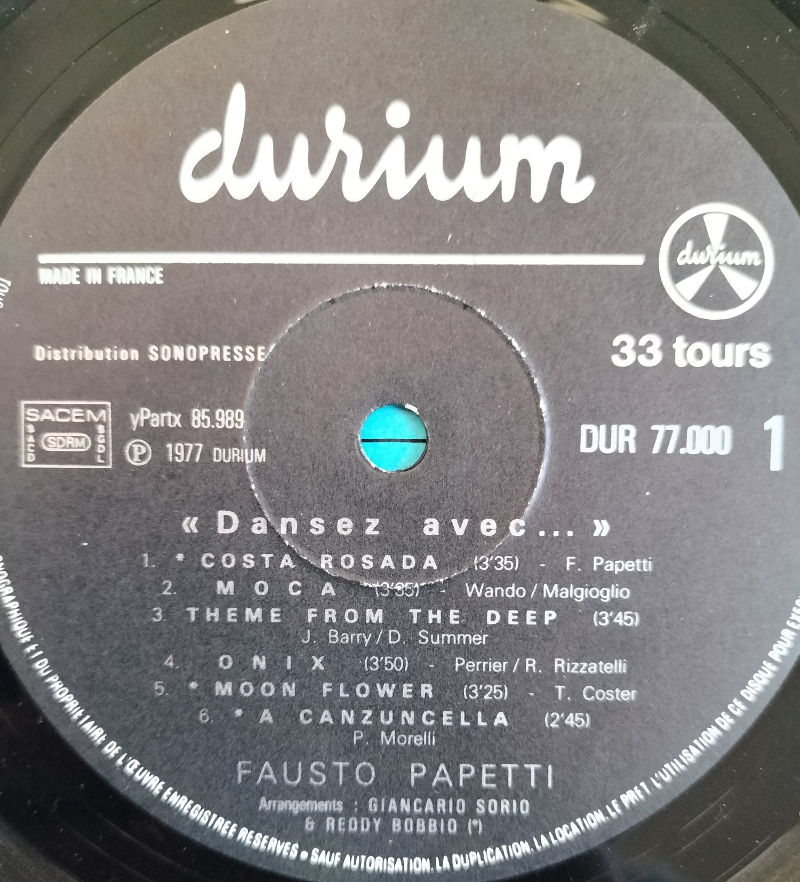 durium
durium
MADE IN FRANCE
33 tours
Distribution SONOPRESSE
SACEM
SACD SDRM SGDL
yPartx 85.989
Ⓟ 1977 DURIUM
DUR 77.000 1
« Dansez avec... »
1. * COSTA ROSADA (3'35) - F. Papetti
2. MOCA (3'35) - Wando / Malgioglio
3. THEME FROM THE DEEP (3'45)
J. Barry / D. Summer
4. ONIX (3'50) - Perrier / R. Rizzatelli
5. * MOON FLOWER (3'25) - T. Coster
6. * A CANZUNCELLA (2'45)
P. Morelli
FAUSTO PAPETTI
Arrangements : GIANCARIO SORIO
& REDDY BOBBIO (*)
ET DU PROPRIETAIRE DE L'ŒUVRE ENREGISTREE RESERVES • SAUF AUTORISATION, LA DUPLICATION, LA LOCATION, LE PRET, L'UTILISATION DE CE DISQUE POUR